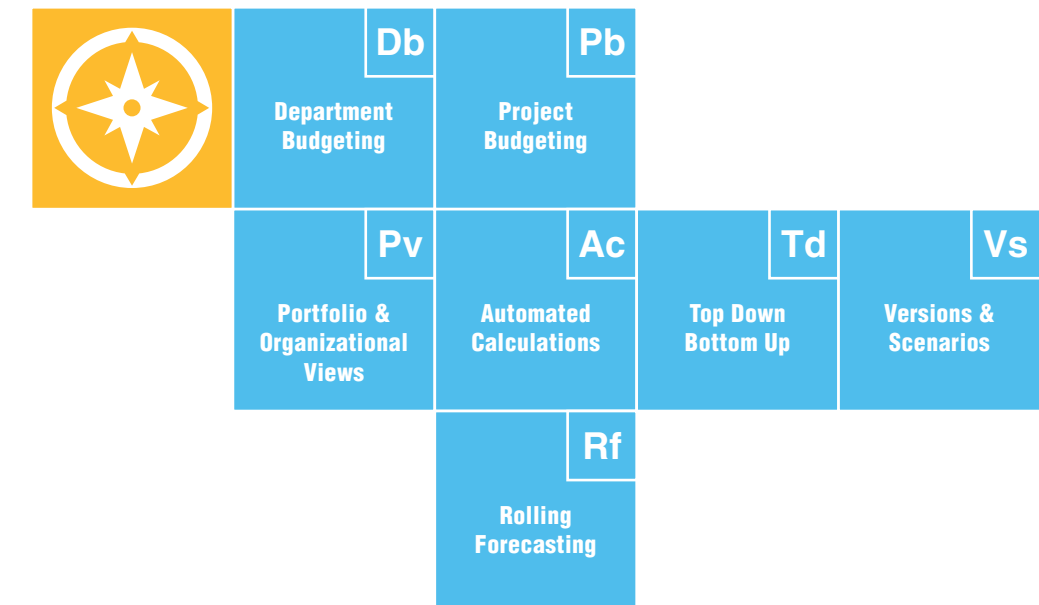 Db
Department
Budgeting
Pb
Project
Budgeting
Pv
Portfolio &
Organizational
Views
Ac
Automated
Calculations
Td
Top Down
Bottom Up
Vs
Versions &
Scenarios
Rf
Rolling
Forecasting